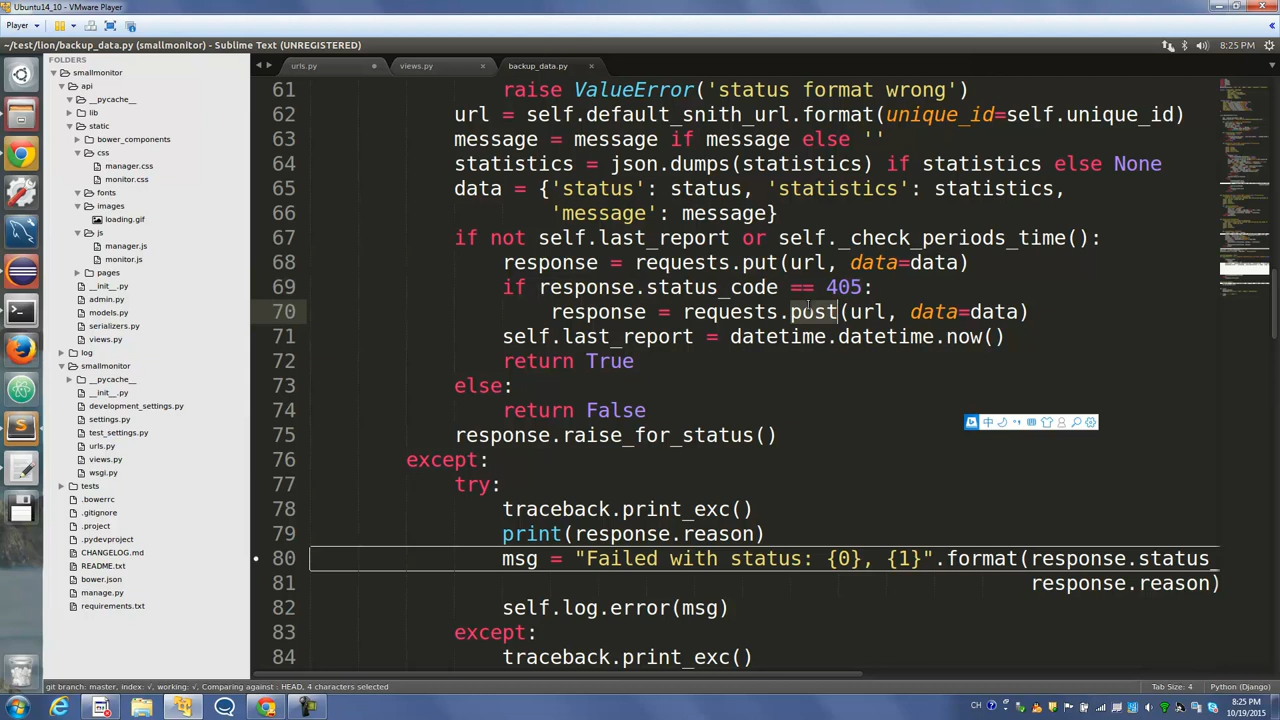 Ubuntu14_10 - VMware Player
Player
~/test/lion/backup_data.py (smallmonitor) - Sublime Text (UNREGISTERED)
8:25 PM
FOLDERS
smallmonitor
api
__pycache__
lib
static
bower_components
css
manager.css
monitor.css
fonts
images
loading.gif
js
manager.js
monitor.js
pages
__init__.py
admin.py
models.py
serializers.py
views.py
log
smallmonitor
__pycache__
__init__.py
development_settings.py
settings.py
test_settings.py
urls.py
views.py
wsgi.py
tests
.bowerrc
.gitignore
.project
.pydevproject
CHANGELOG.md
README.txt
bower.json
manage.py
requirements.txt
urls.py
views.py
backup_data.py
61 raise ValueError('status format wrong')
62 url = self.default_snith_url.format(unique_id=self.unique_id)
63 message = message if message else ''
64 statistics = json.dumps(statistics) if statistics else None
65 data = {'status': status, 'statistics': statistics,
66 'message': message}
67 if not self.last_report or self._check_periods_time():
68 response = requests.put(url, data=data)
69 if response.status_code == 405:
70 response = requests.post(url, data=data)
71 self.last_report = datetime.datetime.now()
72 return True
73 else:
74 return False
75 response.raise_for_status()
76 except:
77 try:
78 traceback.print_exc()
79 print(response.reason)
80 msg = "Failed with status: {0}, {1}".format(response.status_
81 response.reason)
82 self.log.error(msg)
83 except:
84 traceback.print_exc()
中
git branch: master, index: √, working: √, Comparing against : HEAD, 4 characters selected
Tab Size: 4
Python (Django)
CH
8:25 PM
10/19/2015